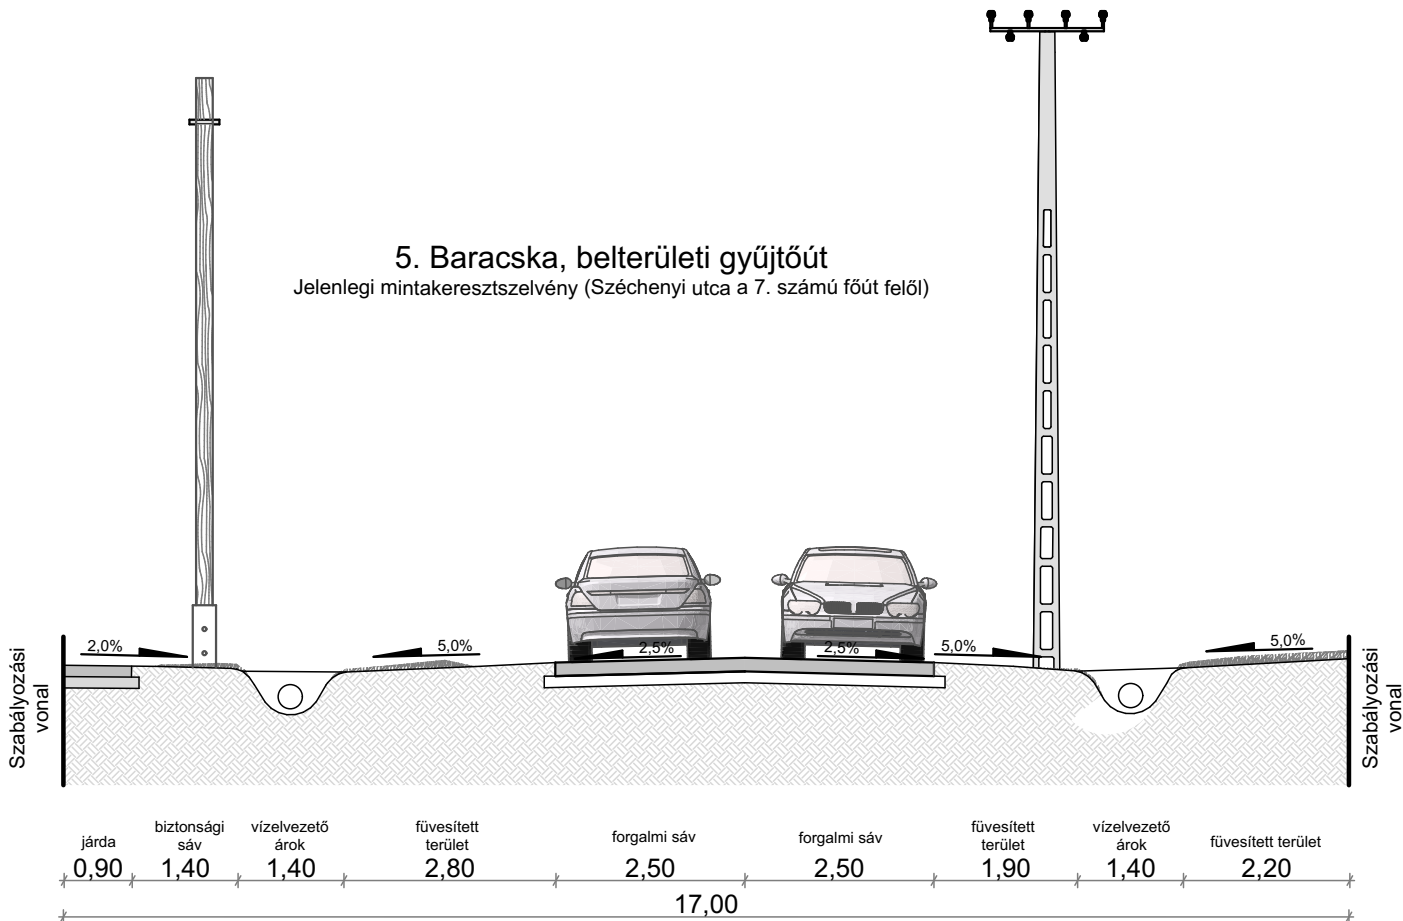 5. Baracska, belterületi gyűjtőút
Jelenlegi mintakeresztszelvény (Széchenyi utca a 7. számú főút felől)
2,0%
5,0%
2,5%
2,5%
5,0%
5,0%
Szabályozási
vonal
Szabályozási
vonal
járda
0,90
biztonsági
sáv
1,40
vízelvezető
árok
1,40
füvesített
terület
2,80
forgalmi sáv
2,50
forgalmi sáv
2,50
füvesített
terület
1,90
vízelvezető
árok
1,40
füvesített terület
2,20
17,00